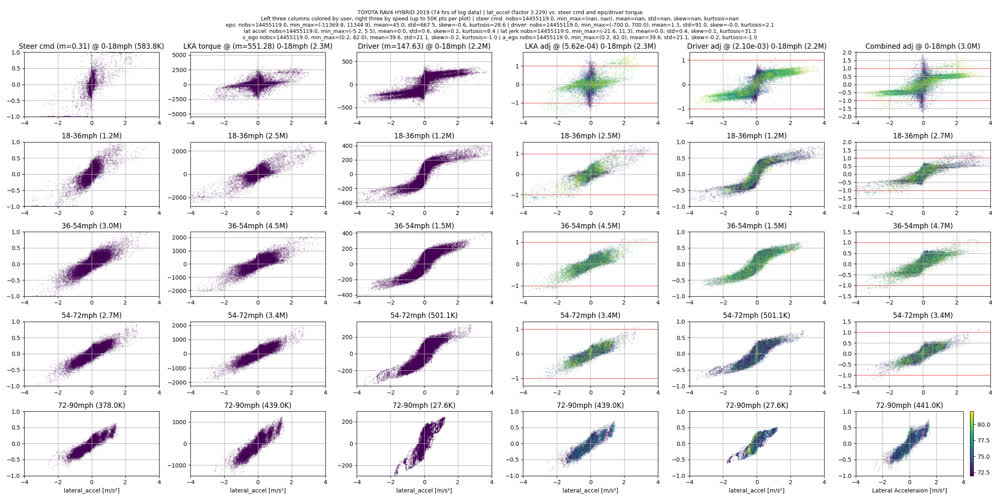 TOYOTA RAV4 HYBRID 2019 (74 hrs of log data) | lat_accel (factor 3.229) vs. steer cmd and eps/driver torque
Left three columns colored by user, right three by speed (up to 50K pts per plot) | steer cmd nobs=14455119.0, min_max=(nan, nan), mean=nan, std=nan, skew=nan, kurtosis=nan
eps: nobs=14455119.0, min_max=(-11369.8, 11344.9), mean=45.0, std=667.5, skew=-0.6, kurtosis=28.6 | driver: nobs=14455119.0, min_max=(-700.0, 700.0), mean=1.3, std=91.0, skew=-0.0, kurtosis=2.1
lat accel: nobs=14455119.0, min_max=(-5.2, 5.5), mean=0.0, std=0.6, skew=0.2, kurtosis=8.4 | lat jerk nobs=14455119.0, min_max=(-21.6, 11.3), mean=0.0, std=0.4, skew=0.1, kurtosis=31.3
v_ego nobs=14455119.0, min_max=(0.2, 82.0), mean=39.6, std=21.1, skew=-0.2, kurtosis=-1.0 | v_ego nobs=14455119.0, min_max=(0.2, 82.0), mean=39.6, std=21.1, skew=-0.2, kurtosis=-1.0
Steer cmd (m=0.31) @ 0-18mph (583.8K)
LKA torque @ (m=551.28) 0-18mph (2.3M)
Driver (m=147.63) @ 0-18mph (2.2M)
LKA adj @ (5.62e-04) 0-18mph (2.3M)
Driver adj @ (2.10e-03) 0-18mph (2.2M)
Combined adj @ 0-18mph (3.0M)
18-36mph (1.2M)
18-36mph (2.5M)
18-36mph (1.2M)
18-36mph (2.5M)
18-36mph (1.2M)
18-36mph (2.7M)
36-54mph (3.0M)
36-54mph (4.5M)
36-54mph (1.5M)
36-54mph (4.5M)
36-54mph (1.5M)
36-54mph (4.7M)
54-72mph (2.7M)
54-72mph (3.4M)
54-72mph (501.1K)
54-72mph (3.4M)
54-72mph (501.1K)
54-72mph (3.4M)
72-90mph (378.0K)
72-90mph (439.0K)
72-90mph (27.6K)
72-90mph (439.0K)
72-90mph (27.6K)
72-90mph (441.0K)
80.0
77.5
75.0
72.5
lateral_accel [m/s²]
lateral_accel [m/s²]
lateral_accel [m/s²]
lateral_accel [m/s²]
lateral_accel [m/s²]
Lateral Acceleraion [m/s²]